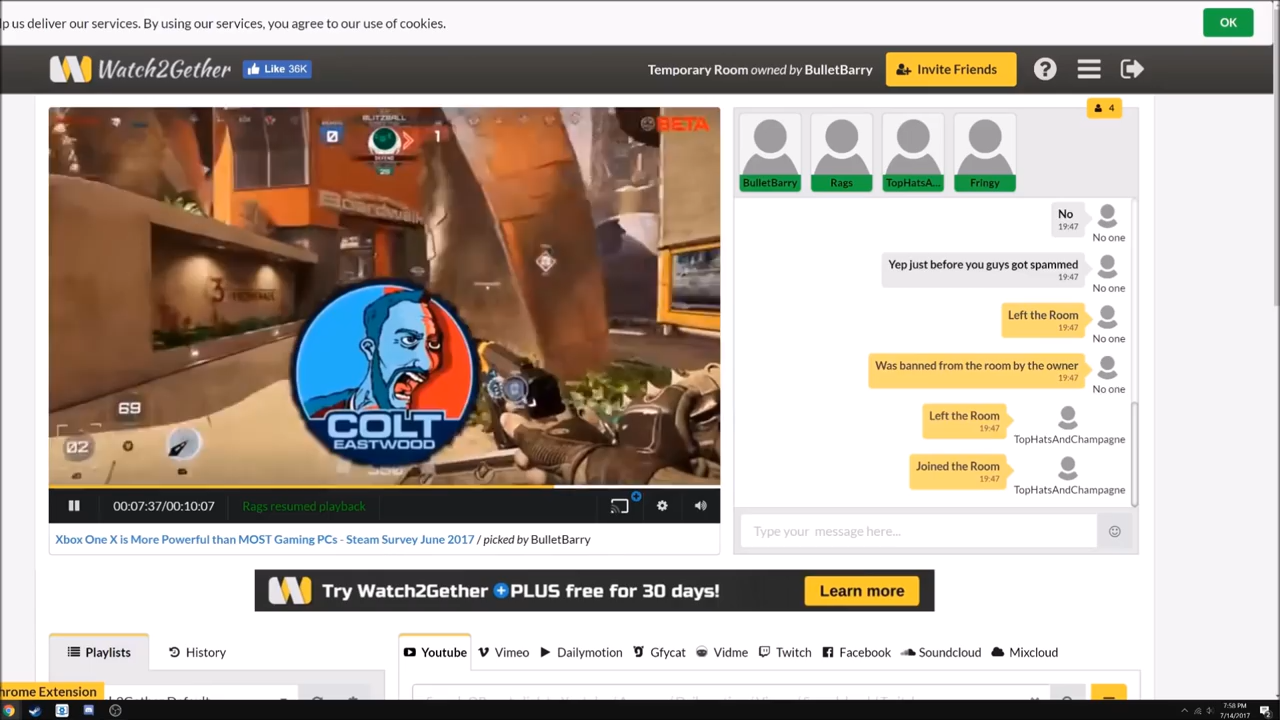 p us deliver our services. By using our services, you agree to our use of cookies.
OK
Watch2Gether
Like 36K
Temporary Room owned by BulletBarry
Invite Friends
4
BLITZBALL
0
1
BETA
DEFEND
Boardwalk
3
69
02
COLT
EASTWOOD
BulletBarry
Rags
TopHatsA...
Fringy
No
19:47
No one
Yep just before you guys got spammed
19:47
No one
Left the Room
19:47
No one
Was banned from the room by the owner
19:47
No one
Left the Room
19:47
TopHatsAndChampagne
Joined the Room
19:47
TopHatsAndChampagne
00:07:37/00:10:07
Rags resumed playback
Type your message here...
Xbox One X is More Powerful than MOST Gaming PCs - Steam Survey June 2017 / picked by BulletBarry
Try Watch2Gether PLUS free for 30 days!
Learn more
Playlists
History
Youtube
Vimeo
Dailymotion
Gfycat
Vidme
Twitch
Facebook
Soundcloud
Mixcloud
hrome Extension
7:58 PM
7/14/2017